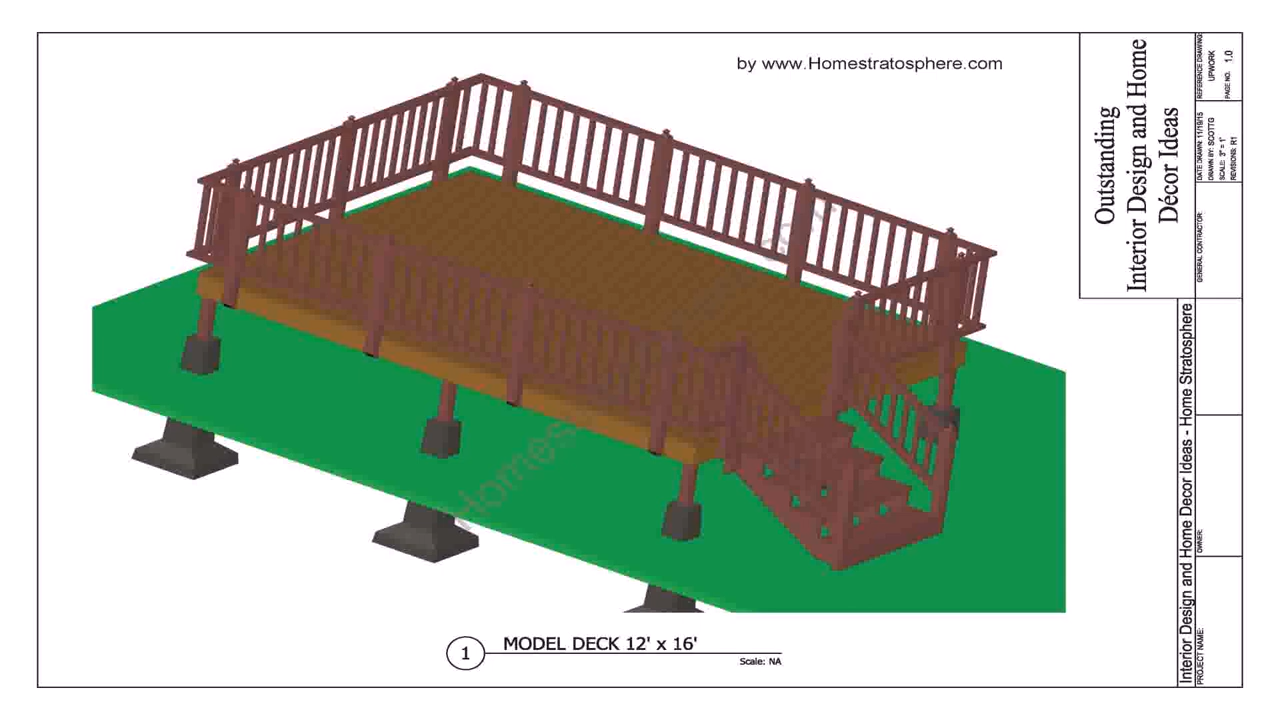 by www.Homestratosphere.com
Outstanding
Interior Design and Home
Décor Ideas
REFERENCE DRAWING:
UPWORK
PAGE NO. 1.0
DATE DRAWN: 11/19/15
DRAWN BY: SCOTTG
SCALE: 3" = 1'
REVISIONS: R1
GENERAL CONTRACTOR:
Interior Design and Home Decor Ideas - Home Stratosphere
OWNER:
PROJECT NAME:
Homes
1
MODEL DECK 12' x 16'
Scale: NA